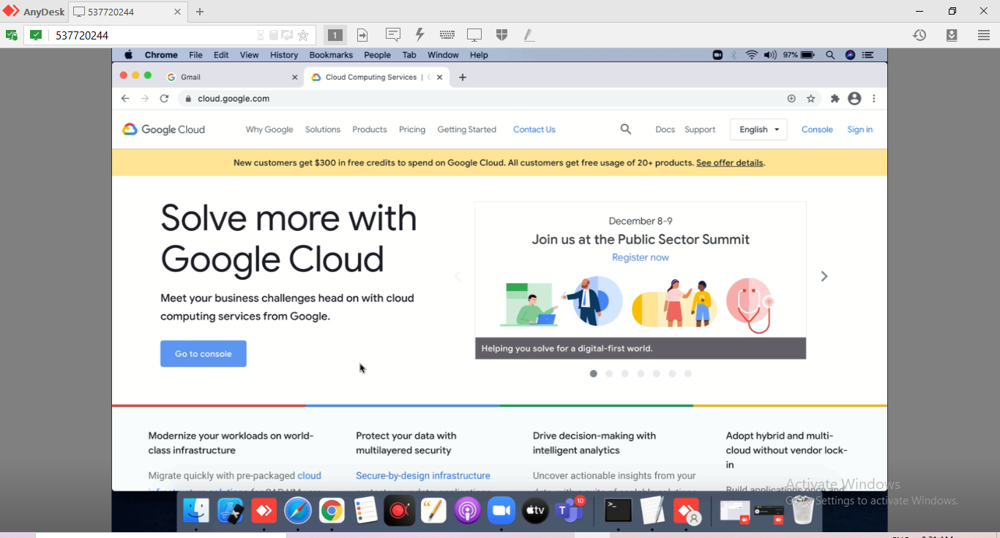 AnyDesk
537720244
537720244
1
Chrome File Edit View History Bookmarks People Tab Window Help
97%
Gmail
Cloud Computing Services |
cloud.google.com
Google Cloud
Why Google Solutions Products Pricing Getting Started Contact Us
Docs Support English Console Sign in
New customers get $300 in free credits to spend on Google Cloud. All customers get free usage of 20+ products. See offer details.
Solve more with
Google Cloud
Meet your business challenges head on with cloud
computing services from Google.
Go to console
December 8-9
Join us at the Public Sector Summit
Register now
Helping you solve for a digital-first world.
Modernize your workloads on world-
class infrastructure
Migrate quickly with pre-packaged cloud
Protect your data with
multilayered security
Secure-by-design infrastructure
Drive decision-making with
intelligent analytics
Uncover actionable insights from your
Adopt hybrid and multi-
cloud without vendor lock-
in
Build applications once and
Activate Windows
Go to Settings to activate Windows.
tv
10